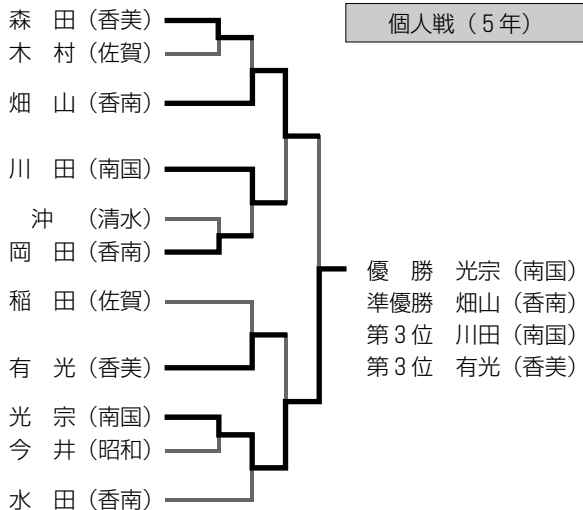 個人戦（5年）
森　田（香美）
木　村（佐賀）
畑　山（香南）
川　田（南国）
沖　（清水）
岡　田（香南）
稲　田（佐賀）
有　光（香美）
光　宗（南国）
今　井（昭和）
水　田（香南）
優　勝　光宗（南国）
準優勝　畑山（香南）
第3位　川田（南国）
第3位　有光（香美）